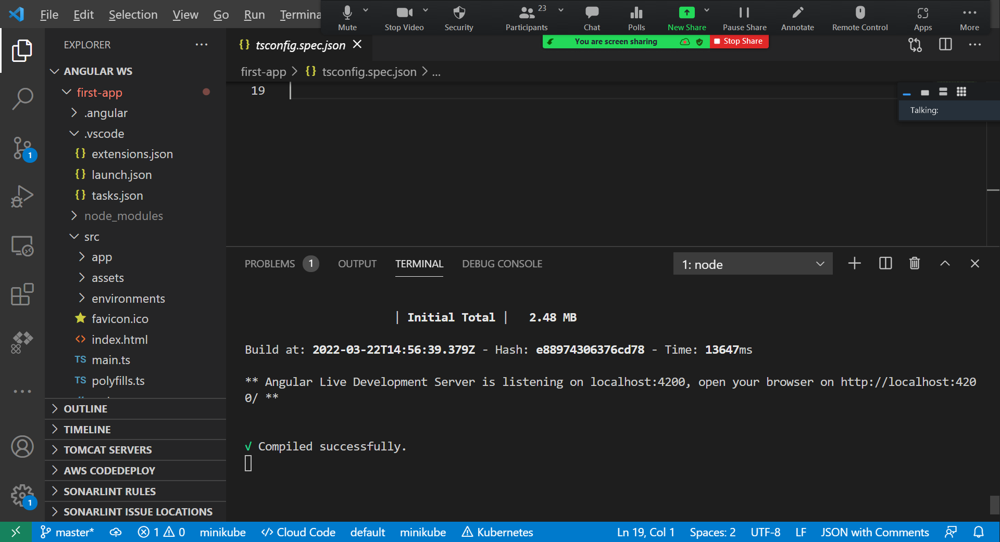 File Edit Selection View Go Run Termina
Mute Stop Video Security Participants 23 Chat Polls New Share Pause Share Annotate Remote Control Apps More
You are screen sharing Stop Share
EXPLORER
{} tsconfig.spec.json
ANGULAR WS
first-app > {} tsconfig.spec.json > ...
19
Talking:
first-app
.angular
.vscode
{} extensions.json
{} launch.json
{} tasks.json
node_modules
src
app
assets
environments
favicon.ico
<> index.html
TS main.ts
TS polyfills.ts
OUTLINE
TIMELINE
TOMCAT SERVERS
AWS CODEDEPLOY
SONARLINT RULES
SONARLINT ISSUE LOCATIONS
1
1
PROBLEMS 1 OUTPUT TERMINAL DEBUG CONSOLE 1: node
| Initial Total | 2.48 MB
Build at: 2022-03-22T14:56:39.379Z - Hash: e88974306376cd78 - Time: 13647ms
** Angular Live Development Server is listening on localhost:4200, open your browser on http://localhost:420
0/ **
√ Compiled successfully.
master* 1 0 minikube </> Cloud Code default minikube Kubernetes Ln 19, Col 1 Spaces: 2 UTF-8 LF JSON with Comments